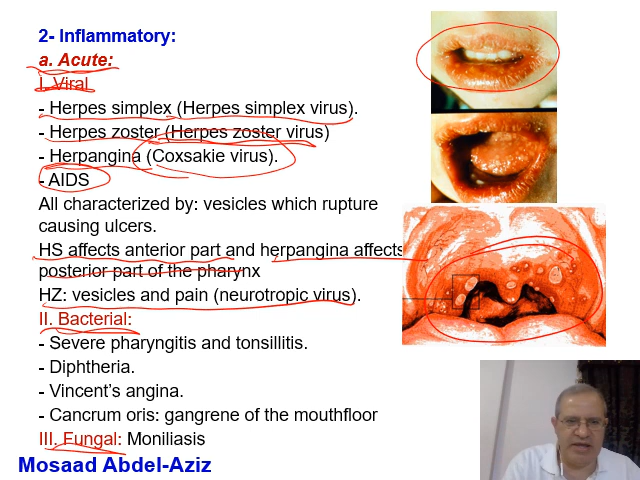 2- Inflammatory:
a. Acute:
I. Viral
- Herpes simplex (Herpes simplex virus).
- Herpes zoster (Herpes zoster virus)
- Herpangina (Coxsakie virus).
- AIDS
All characterized by: vesicles which rupture
causing ulcers.
HS affects anterior part and herpangina affects
posterior part of the pharynx
HZ: vesicles and pain (neurotropic virus).
II. Bacterial:
- Severe pharyngitis and tonsillitis.
- Diphtheria.
- Vincent’s angina.
- Cancrum oris: gangrene of the mouthfloor
III. Fungal: Moniliasis
Mosaad Abdel-Aziz